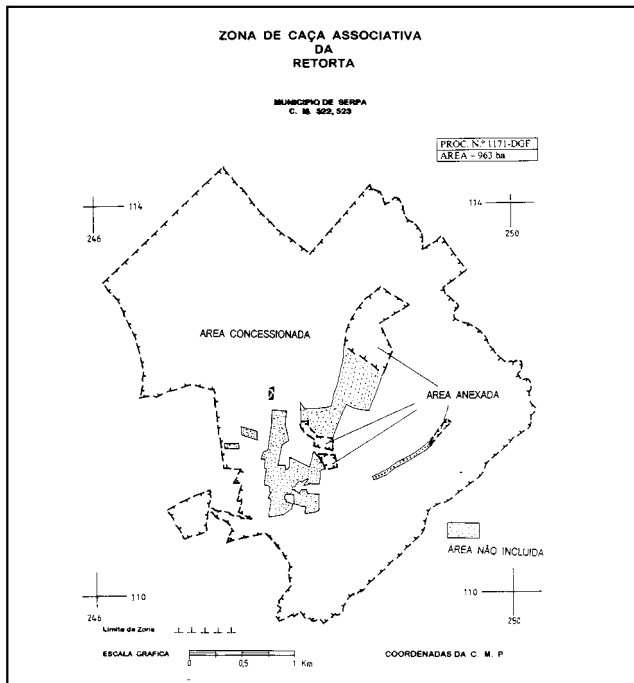 ZONA DE CAÇA ASSOCIATIVA
DA
RETORTA
MUNICIPIO DE SERPA
C. M. 522, 523
PROC. N.º 1171-DGF
AREA - 963 ha
114
246
114
250
AREA CONCESSIONADA
AREA ANEXADA
AREA NÃO INCLUIDA
110
246
110
250
Limite da Zona
ESCALA GRAFICA
0 0,5 1 Km
COORDENADAS DA C. M. P